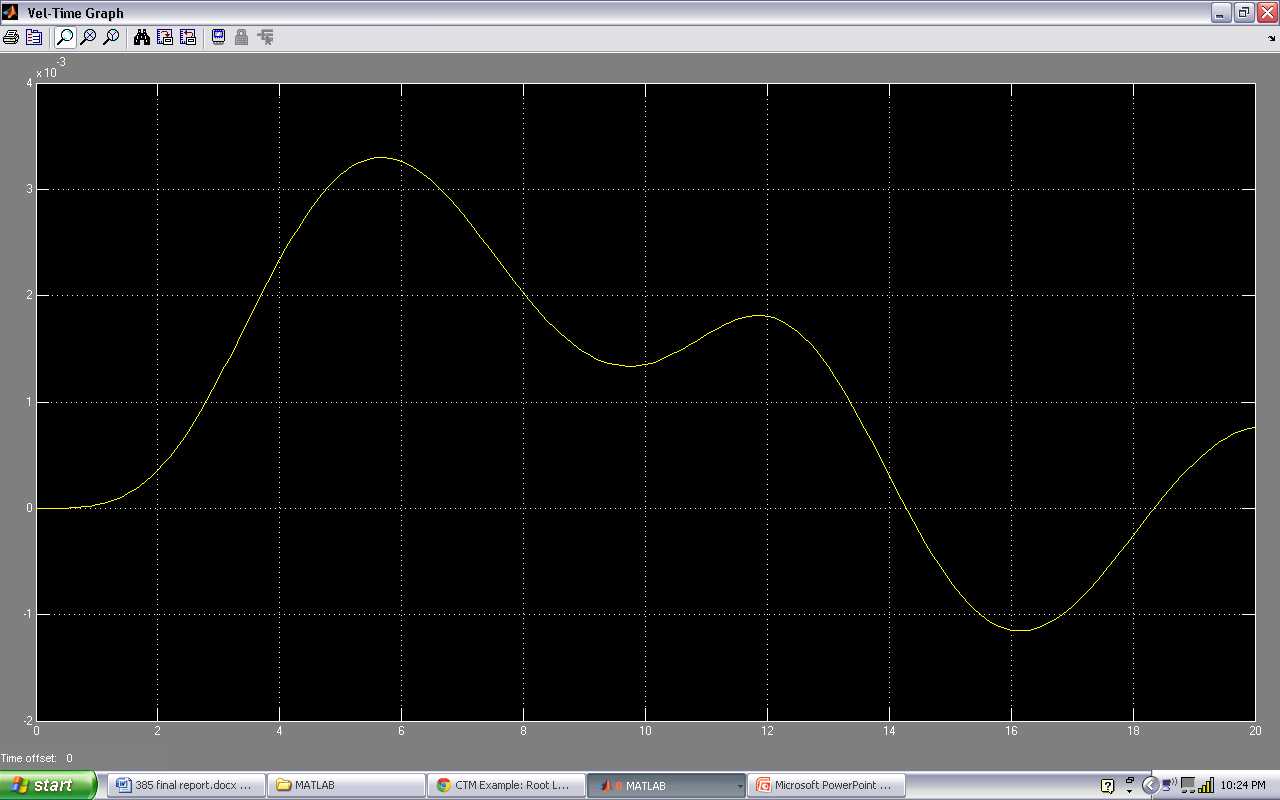 Vel-Time Graph
×10^-3
4
3
2
1
0
-1
-2
0 2 4 6 8 10 12 14 16 18 20
Time offset: 0
start 385 final report.docx ... MATLAB CTM Example: Root L... 8 MATLAB Microsoft PowerPoint ... 10:24 PM